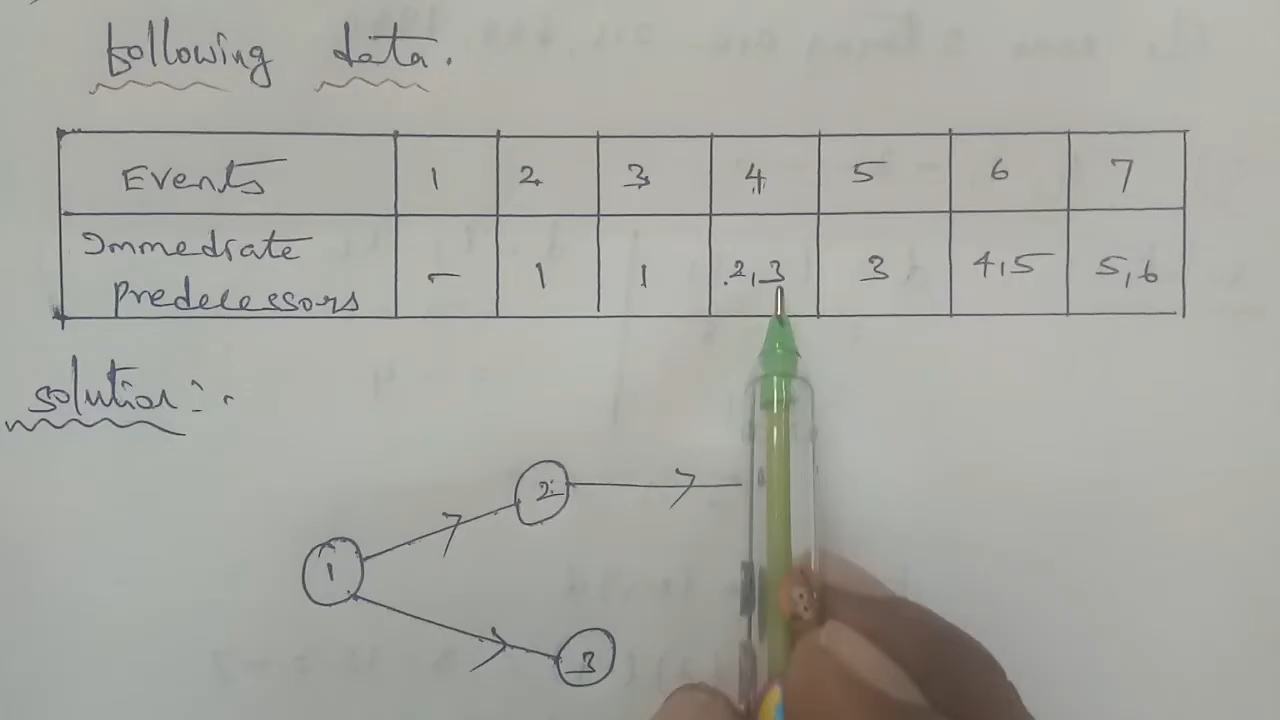 following data.
Events 1 2 3 4 5 6 7
Immediate
Predecessors - 1 1 2,3 3 4,5 5,6
solution:-
2
1
3